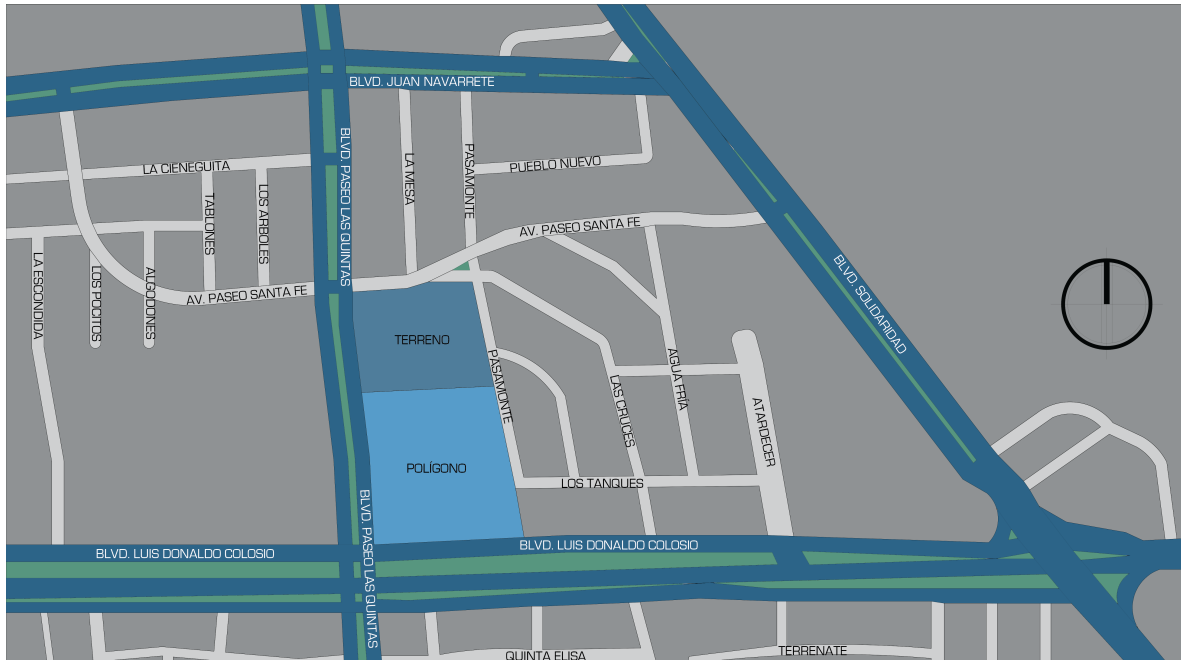 BLVD. JUAN NAVARRETE
BLVD. PASEO LAS QUINTAS
LA CIENEGUITA
LA MESA
PASAMONTE
PUEBLO NUEVO
TABLONES
LOS ARBOLES
AV. PASEO SANTA FE
LA ESCONDIDA
LOS POCITOS
ALGODONES
AV. PASEO SANTA FE
BLVD. SOLIDARIDAD
TERRENO
PASAMONTE
LAS CRUCES
AGUA FRÍA
ATARDECER
POLÍGONO
LOS TANQUES
BLVD. PASEO LAS QUINTAS
BLVD. LUIS DONALDO COLOSIO
BLVD. LUIS DONALDO COLOSIO
QUINTA ELISA
TERRENATE